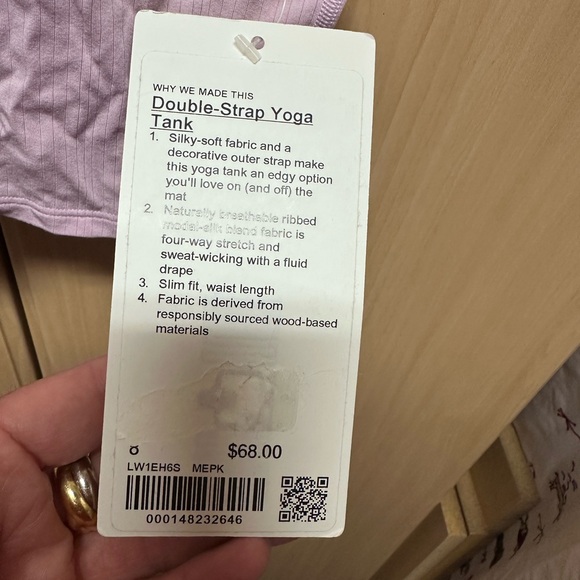 WHY WE MADE THIS
Double-Strap Yoga
Tank
1. Silky-soft fabric and a
decorative outer strap make
this yoga tank an edgy option
you'll love on (and off) the
mat
2. Naturally breathable ribbed
modal-silk blend fabric is
four-way stretch and
sweat-wicking with a fluid
drape
3. Slim fit, waist length
4. Fabric is derived from
responsibly sourced wood-based
materials
8 $68.00
LW1EH6S MEPK
000148232646